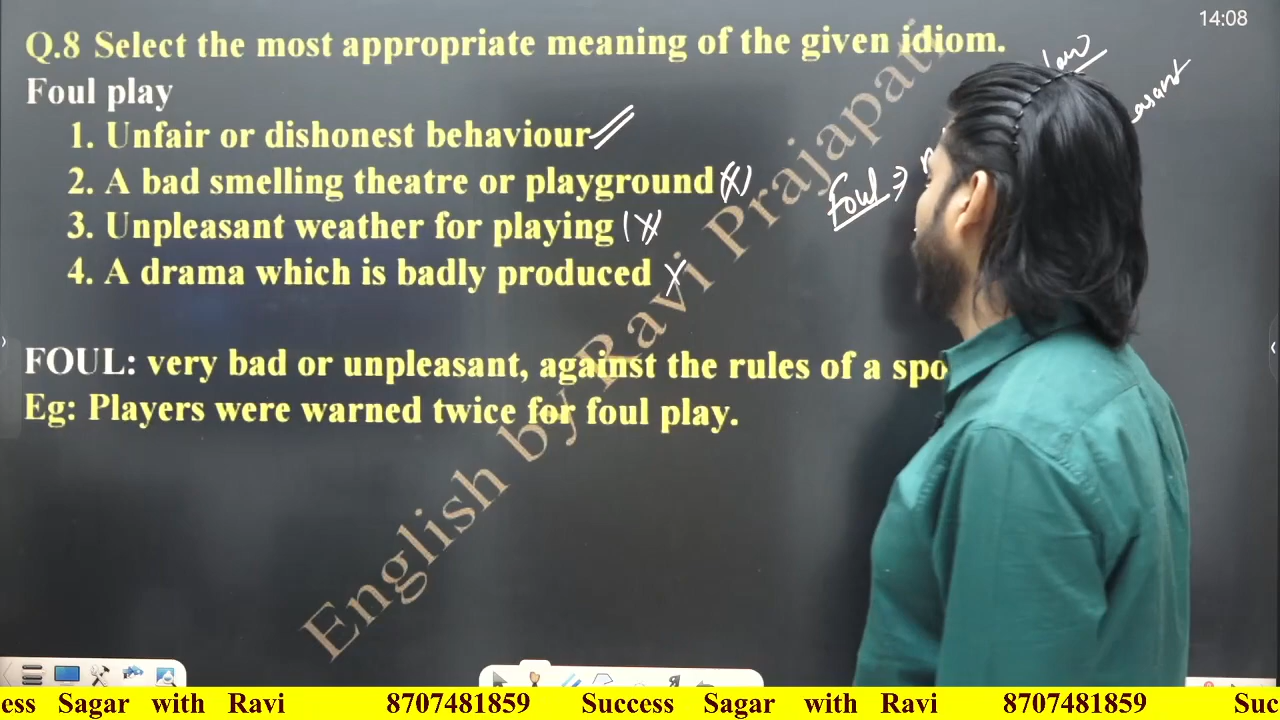 14:08
Q.8 Select the most appropriate meaning of the given idiom.
Foul play
1. Unfair or dishonest behaviour
2. A bad smelling theatre or playground
3. Unpleasant weather for playing
4. A drama which is badly produced
Foul
law
asant
FOUL: very bad or unpleasant, against the rules of a spo
Eg: Players were warned twice for foul play.
English by Ravi Prajapati
ess Sagar with Ravi 8707481859 Success Sagar with Ravi 8707481859 Suc